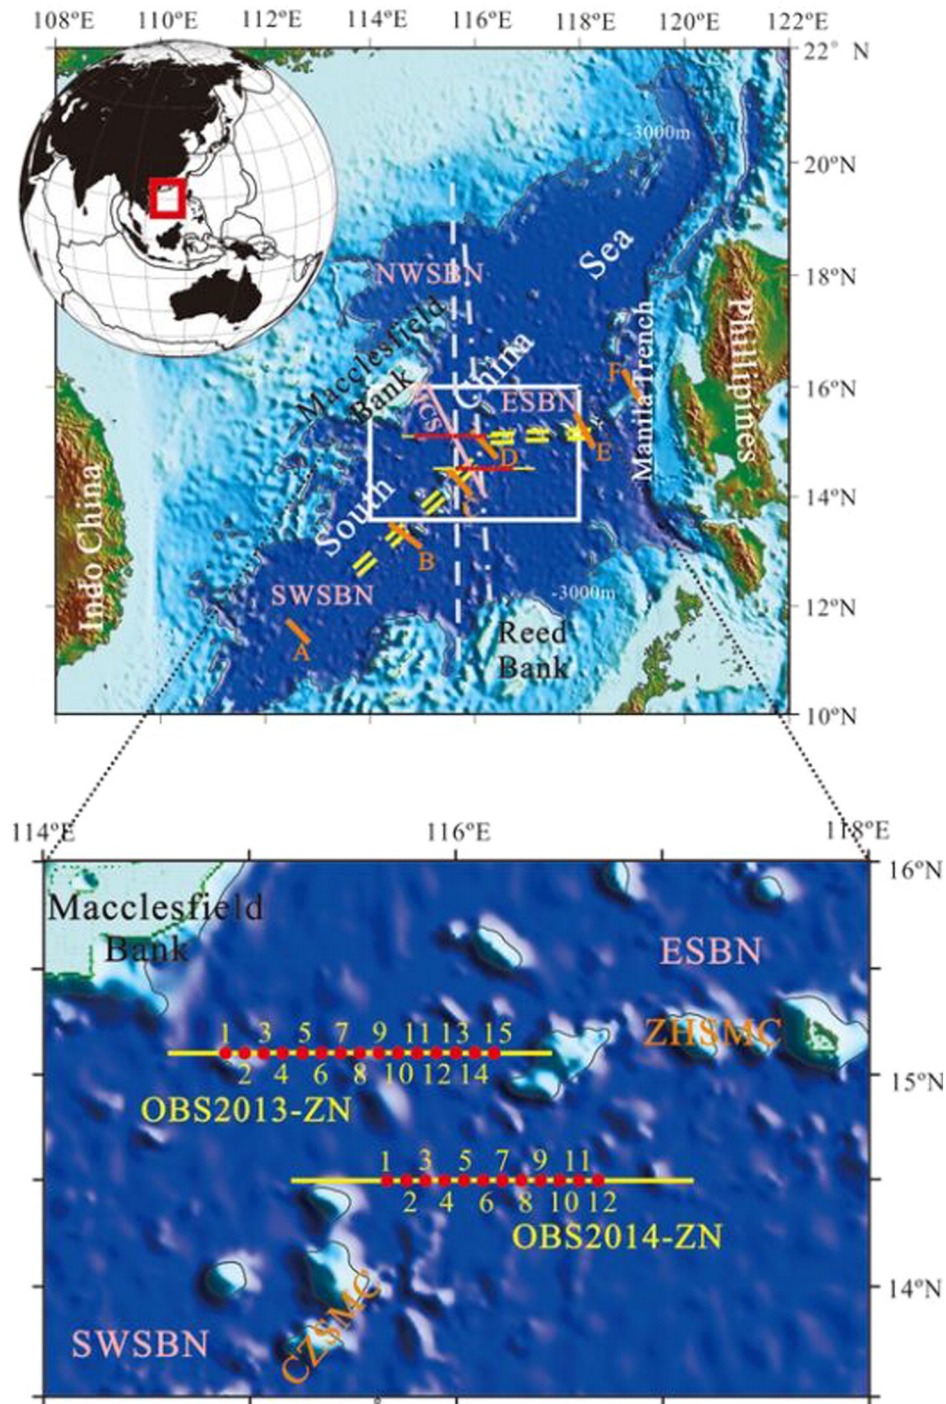 108°E 110°E 112°E 114°E 116°E 118°E 120°E 122°E
22° N
-3000m
20°N
Sea
18°N
NWSBN
Macclesfield
Bank
China
Manila Trench
Philippines
F
16°N
MCS
ESBN
E
D
14°N
C
South
B
Indo China
SWSBN
-3000m
12°N
A
Reed
Bank
10°N
114°E 116°E 118°E
16°N
Macclesfield
Bank
ESBN
ZHSMC
1 3 5 7 9 11 13 15
2 4 6 8 10 12 14
15°N
OBS2013-ZN
1 3 5 7 9 11
2 4 6 8 10 12
OBS2014-ZN
14°N
CZSMC
SWSBN